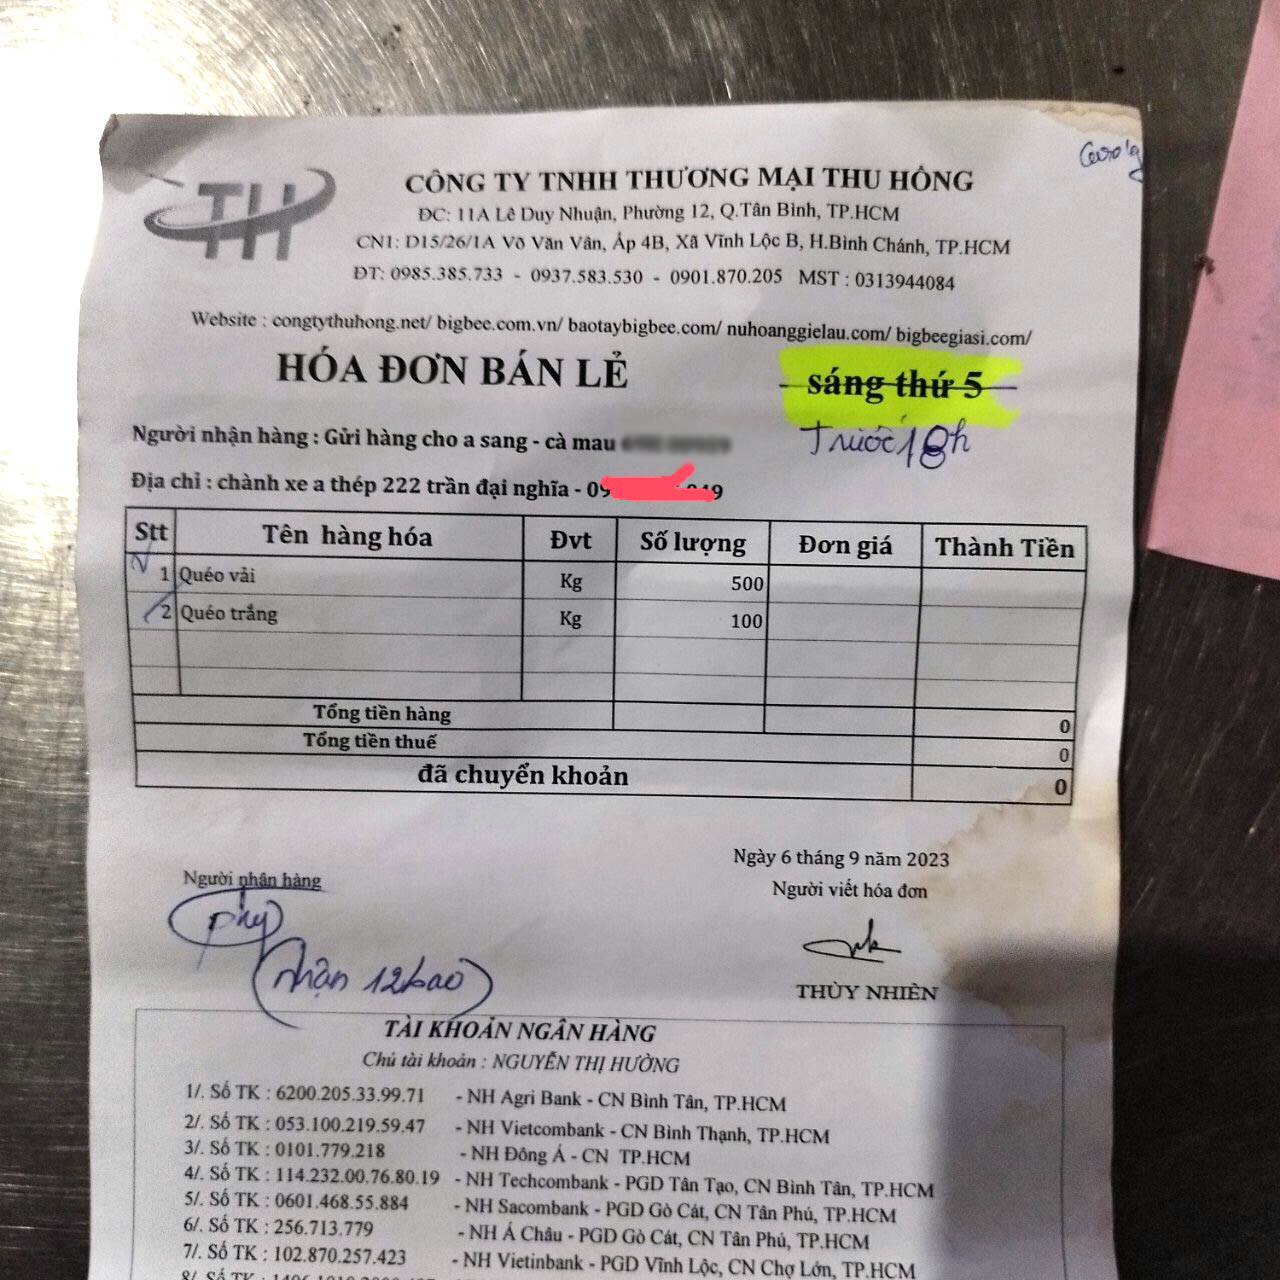 TH
CÔNG TY TNHH THƯƠNG MẠI THU HỒNG
ĐC: 11A Lê Duy Nhuận, Phường 12, Q.Tân Bình, TP.HCM
CN1: D15/26/1A Võ Văn Vân, Ấp 4B, Xã Vĩnh Lộc B, H.Bình Chánh, TP.HCM
ĐT: 0985.385.733 - 0937.583.530 - 0901.870.205 MST : 0313944084
Website : congtythuhong.net/ bigbee.com.vn/ baotaybigbee.com/ nuhoanggielau.com/ bigbeegiasi.com/
HÓA ĐƠN BÁN LẺ
sáng thứ 5
Trước 18h
Người nhận hàng : Gửi hàng cho a sang - cà mau
Địa chỉ : chành xe a thép 222 trần đại nghĩa - 09 49
Stt Tên hàng hóa Đvt Số lượng Đơn giá Thành Tiền
1 Quéo vải Kg 500
2 Quéo trắng Kg 100
Tổng tiền hàng 0
Tổng tiền thuế 0
đã chuyển khoản 0
Ngày 6 tháng 9 năm 2023
Người nhận hàng Người viết hóa đơn
phy
nhận 12 bao
THÙY NHIÊN
TÀI KHOẢN NGÂN HÀNG
Chủ tài khoản : NGUYỄN THỊ HƯỜNG
1/. Số TK : 6200.205.33.99.71 - NH Agri Bank - CN Bình Tân, TP.HCM
2/. Số TK : 053.100.219.59.47 - NH Vietcombank - CN Bình Thạnh, TP.HCM
3/. Số TK : 0101.779.218 - NH Đông Á - CN TP.HCM
4/. Số TK : 114.232.00.76.80.19 - NH Techcombank - PGD Tân Tạo, CN Bình Tân, TP.HCM
5/. Số TK : 0601.468.55.884 - NH Sacombank - PGD Gò Cát, CN Tân Phú, TP.HCM
6/. Số TK : 256.713.779 - NH Á Châu - PGD Gò Cát, CN Tân Phú, TP.HCM
7/. Số TK : 102.870.257.423 - NH Vietinbank - PGD Vĩnh Lộc, CN Chợ Lớn, TP.HCM
8/. Số TK :